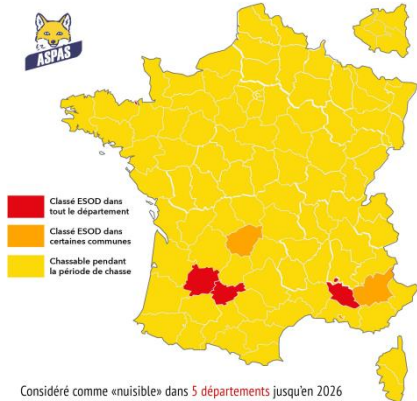 ASPAS
Classé ESOD dans
tout le département
Classé ESOD dans
certaines communes
Chassable pendant
la période de chasse
Considéré comme «nuisible» dans 5 départements jusqu'en 2026